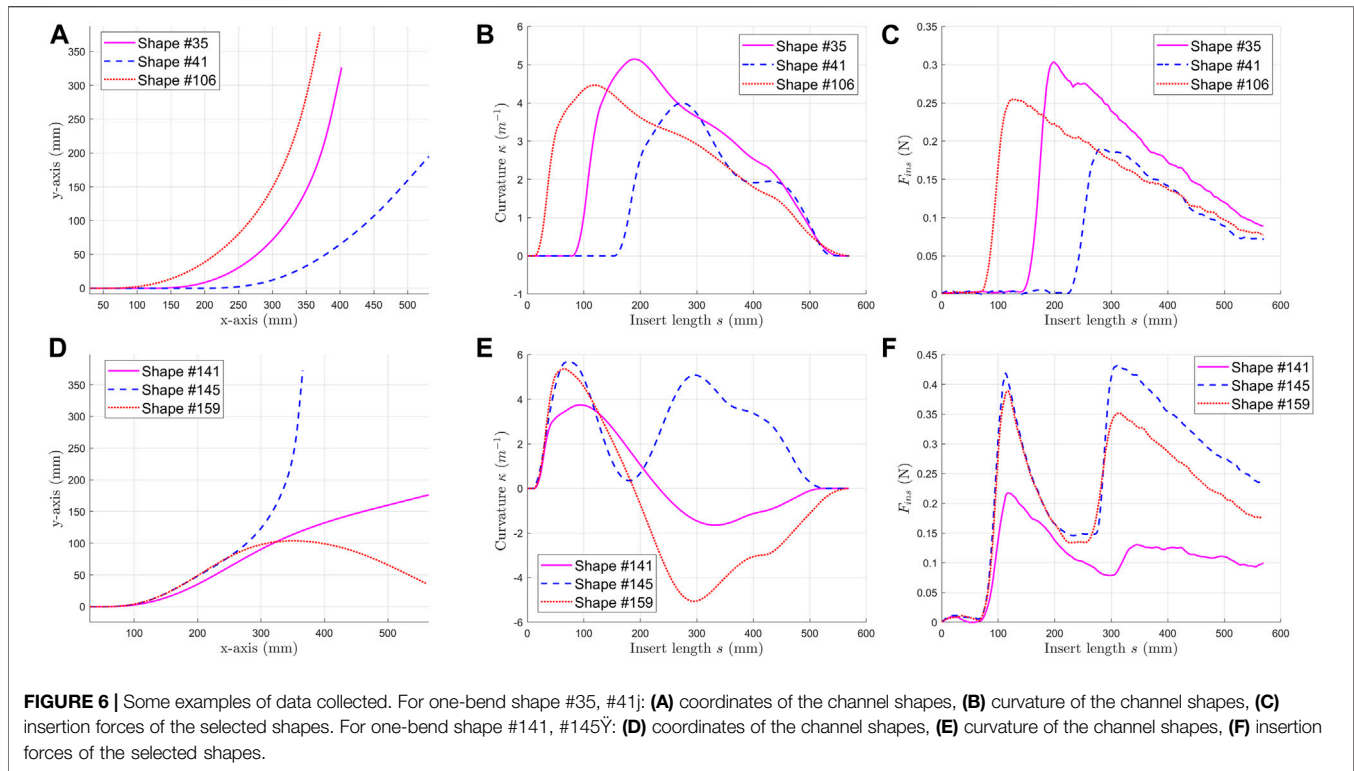 A
y-axis (mm)
350
300
250
200
150
100
50
0
Shape #35
Shape #41
Shape #106
50 100 150 200 250 300 350 400 450 500
x-axis (mm)
B
Curvature κ (m⁻¹)
6
5
4
3
2
1
0
-1
Shape #35
Shape #41
Shape #106
0 100 200 300 400 500 600
Insert length s (mm)
C
F_ins (N)
0.35
0.3
0.25
0.2
0.15
0.1
0.05
0
Shape #35
Shape #41
Shape #106
0 100 200 300 400 500 600
Insert length s (mm)
D
y-axis (mm)
350
300
250
200
150
100
50
0
Shape #141
Shape #145
Shape #159
100 200 300 400 500
x-axis (mm)
E
Curvature κ (m⁻¹)
6
4
2
0
-2
-4
-6
Shape #141
Shape #145
Shape #159
0 100 200 300 400 500 600
Insert length s (mm)
F
F_ins (N)
0.45
0.4
0.35
0.3
0.25
0.2
0.15
0.1
0.05
0
Shape #141
Shape #145
Shape #159
0 100 200 300 400 500 600
Insert length s (mm)
FIGURE 6 | Some examples of data collected. For one-bend shape #35, #41j: (A) coordinates of the channel shapes, (B) curvature of the channel shapes, (C)
insertion forces of the selected shapes. For one-bend shape #141, #145Ÿ: (D) coordinates of the channel shapes, (E) curvature of the channel shapes, (F) insertion
forces of the selected shapes.